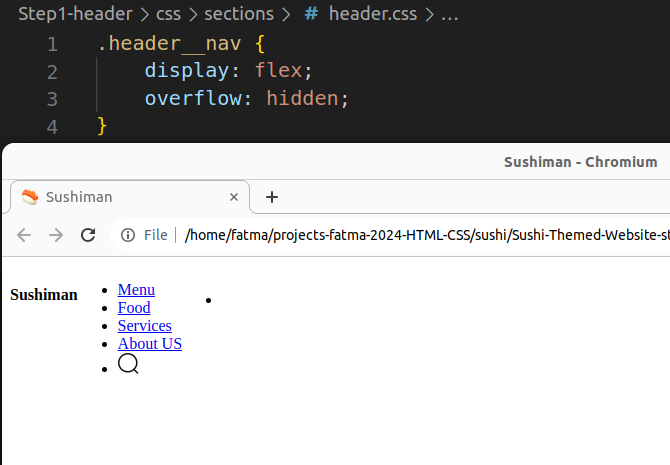 Step1-header > css > sections > # header.css > ...
1 .header__nav {
2 display: flex;
3 overflow: hidden;
4 }
Sushiman - Chromium
Sushiman × +
File | /home/fatma/projects-fatma-2024-HTML-CSS/sushi/Sushi-Themed-Website-st
Sushiman
• Menu
• Food
• Services
• About US